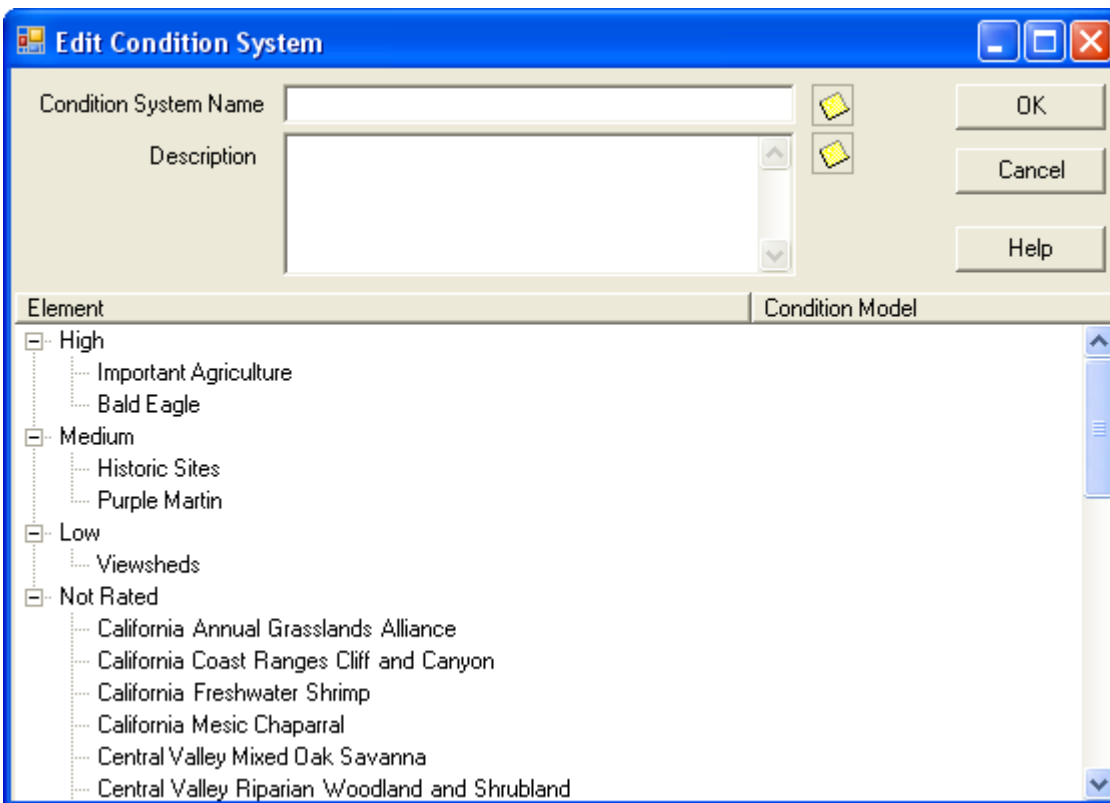 Edit Condition System
Condition System Name
OK
Description
Cancel
Help
Element Condition Model
High
Important Agriculture
Bald Eagle
Medium
Historic Sites
Purple Martin
Low
Viewsheds
Not Rated
California Annual Grasslands Alliance
California Coast Ranges Cliff and Canyon
California Freshwater Shrimp
California Mesic Chaparral
Central Valley Mixed Oak Savanna
Central Valley Riparian Woodland and Shrubland